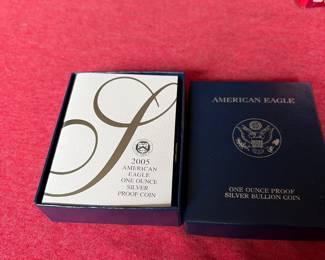 2005
AMERICAN
EAGLE
ONE OUNCE
SILVER
PROOF COIN
AMERICAN EAGLE
ONE OUNCE PROOF
SILVER BULLION COIN